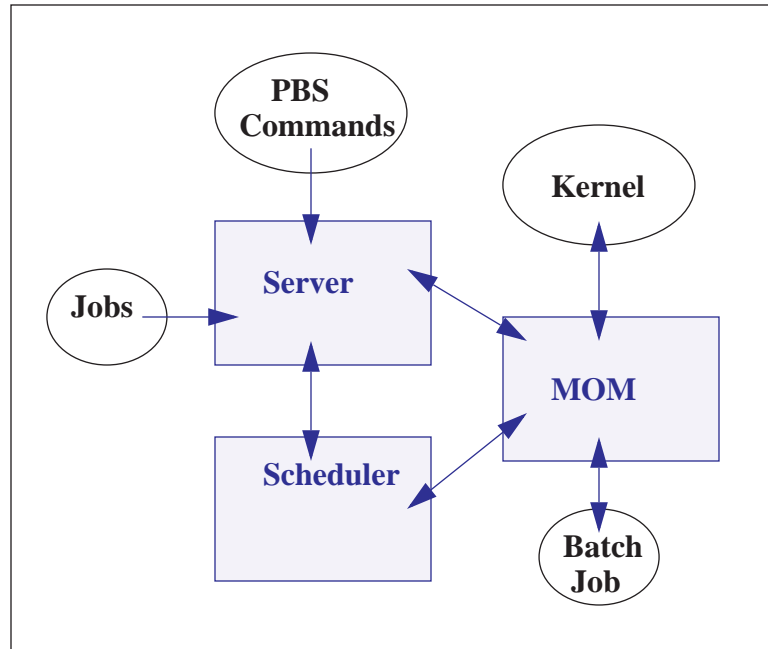 PBS
Commands
Kernel
Server
Jobs
MOM
Scheduler
Batch
Job